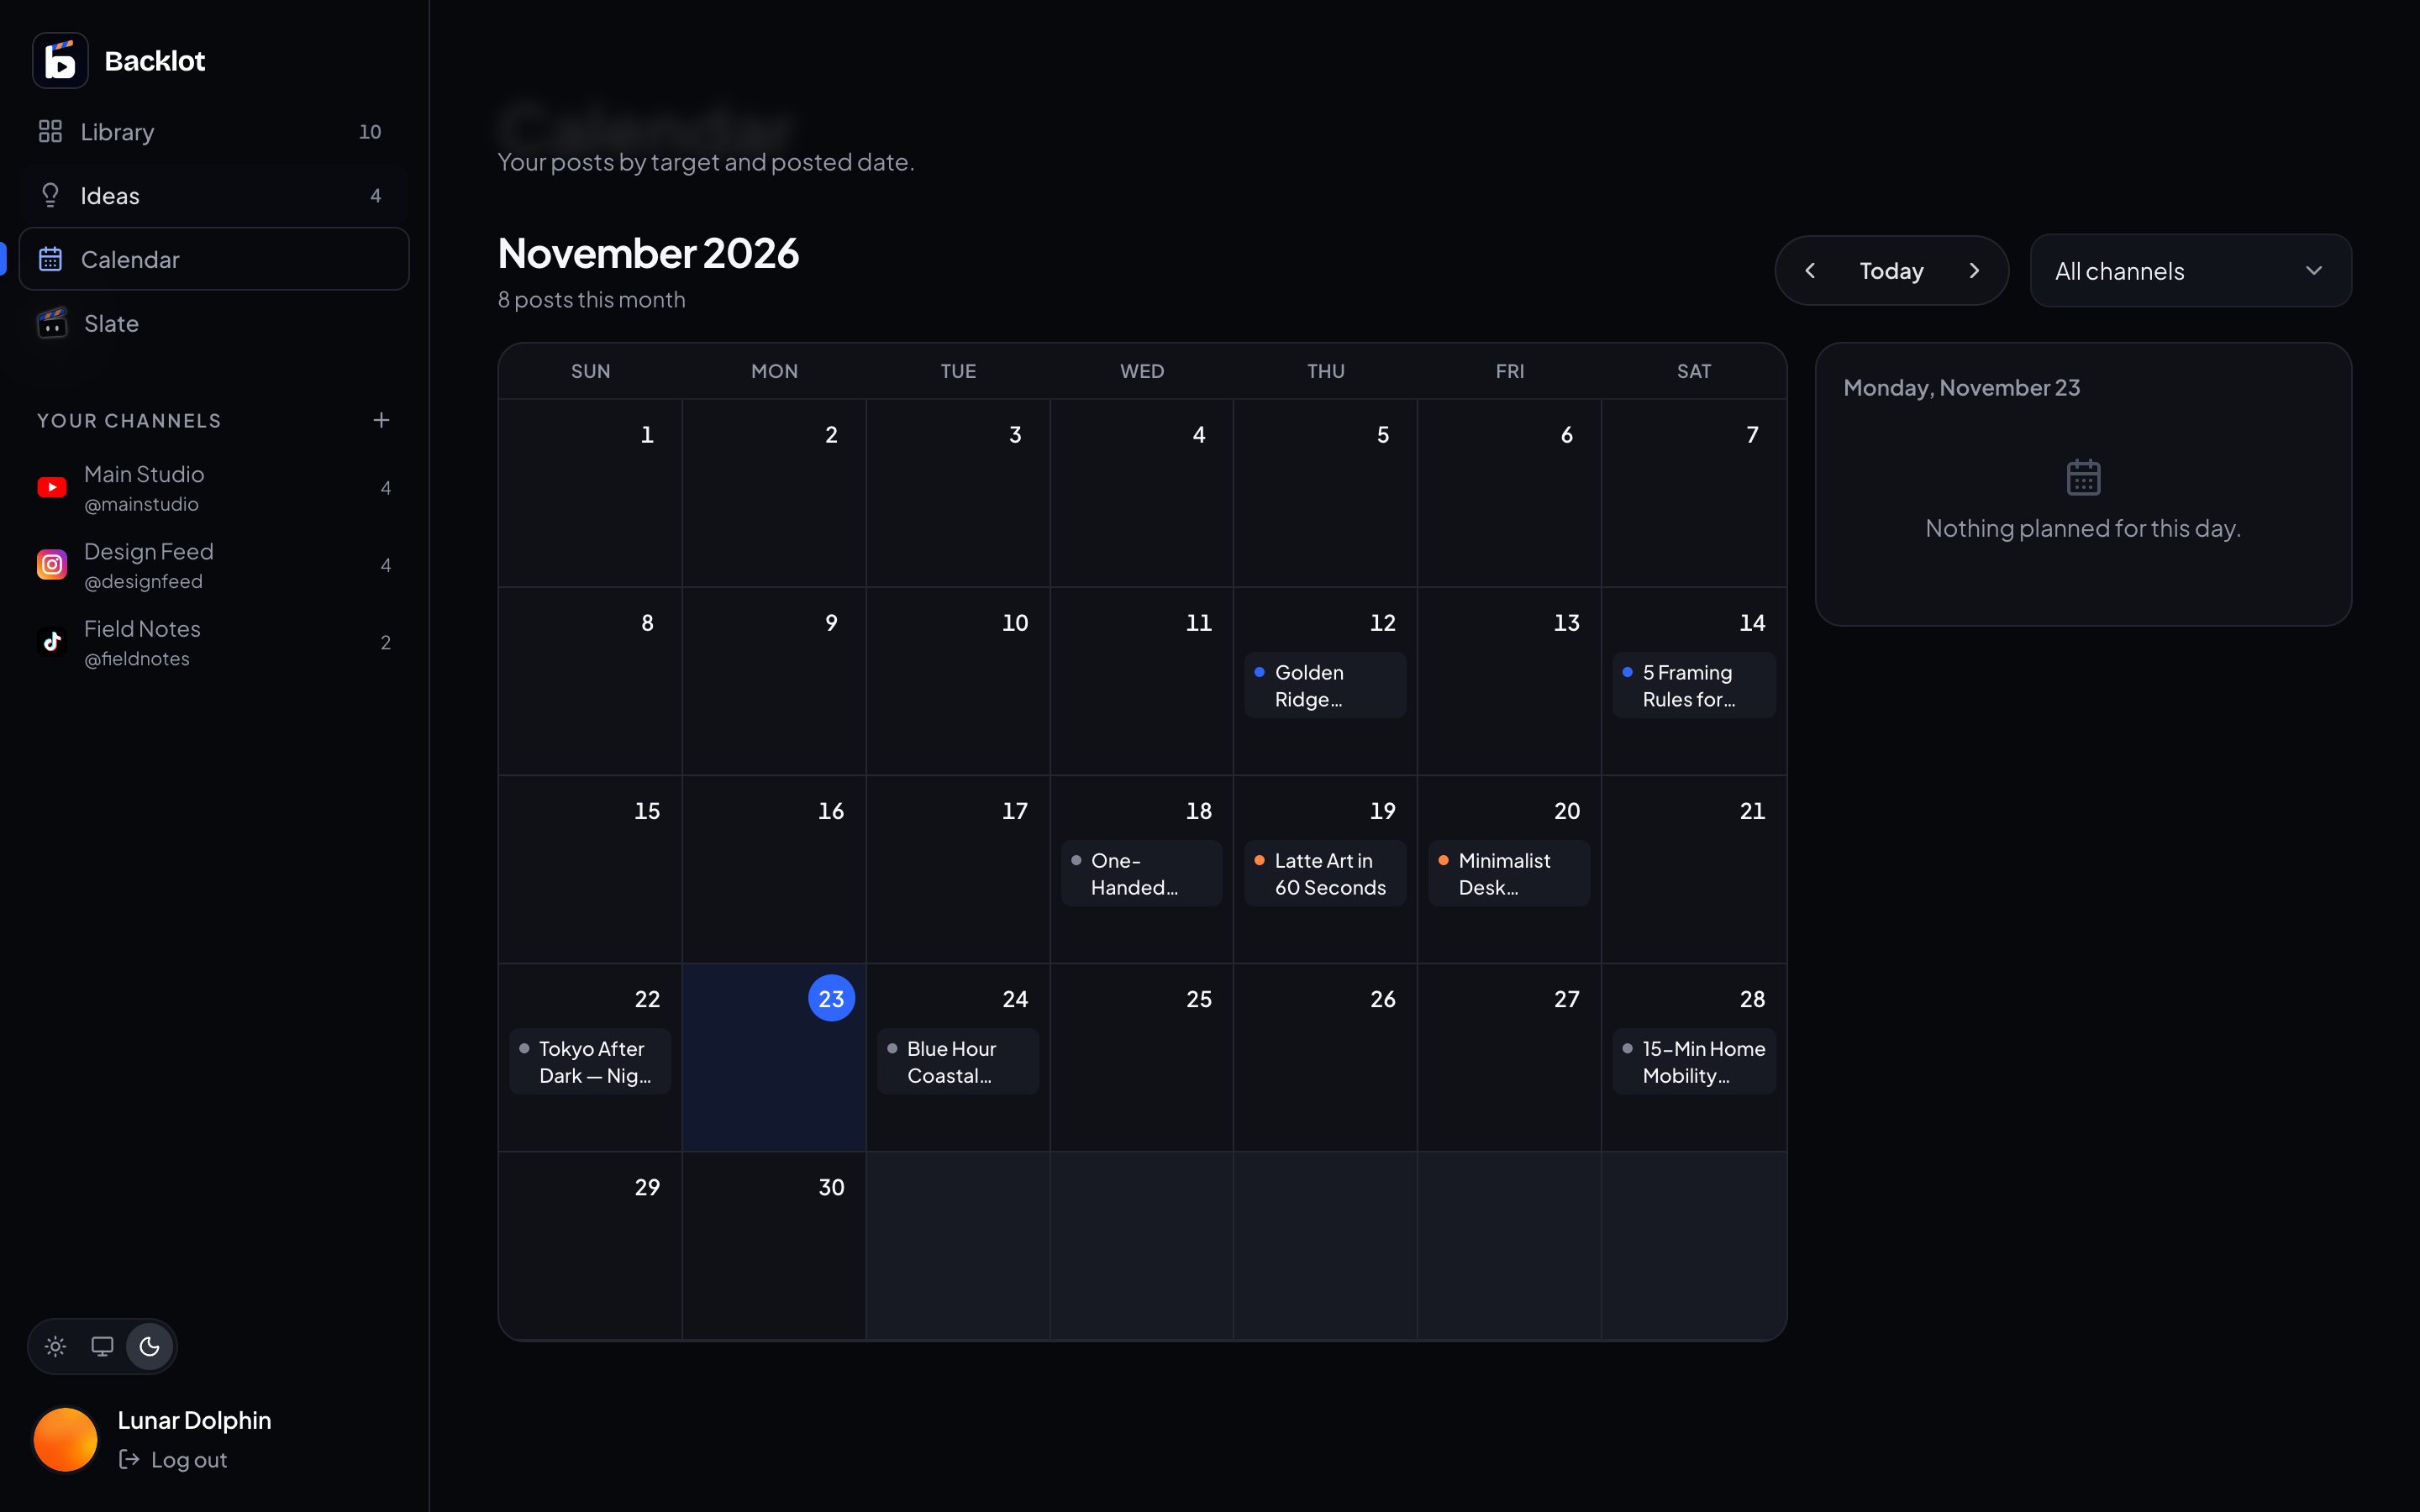 Backlot
Library 10
Ideas 4
Calendar
Slate
YOUR CHANNELS
Main Studio
@mainstudio
4
Design Feed
@designfeed
4
Field Notes
@fieldnotes
2
Lunar Dolphin
Log out
Calendar
Your posts by target and posted date.
November 2026
8 posts this month
Today
All channels
SUN MON TUE WED THU FRI SAT
1 2 3 4 5 6 7
8 9 10 11 12 13 14
Golden
Ridge…
5 Framing
Rules for…
15 16 17 18 19 20 21
One-
Handed…
Latte Art in
60 Seconds
Minimalist
Desk…
22 23 24 25 26 27 28
Tokyo After
Dark — Nig…
Blue Hour
Coastal…
15-Min Home
Mobility…
29 30
Monday, November 23
Nothing planned for this day.